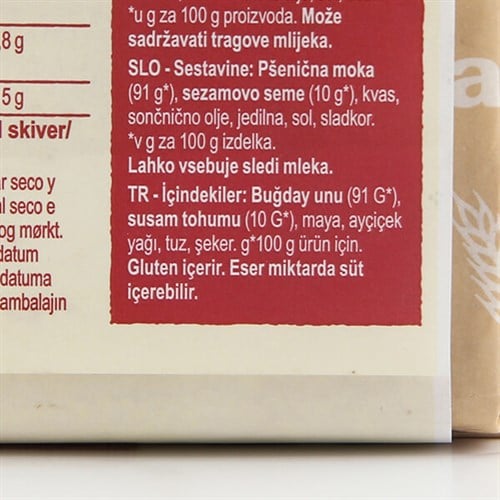 *u g za 100 g proizvoda. Može
sadržavati tragove mlijeka.
SLO - Sestavine: Pšenična moka
(91 g*), sezamovo seme (10 g*), kvas,
sončnično olje, jedilna, sol, sladkor.
*v g za 100 g izdelka.
Lahko vsebuje sledi mleka.
TR - İçindekiler: Buğday unu (91 G*),
susam tohumu (10 G*), maya, ayçiçek
yağı, tuz, şeker. g*100 g ürün için.
Gluten içerir. Eser miktarda süt
içerebilir.
,8 g
5 g
l skiver/
ar seco y
al seco e
og mørkt.
datum
datuma
ambalajın
a